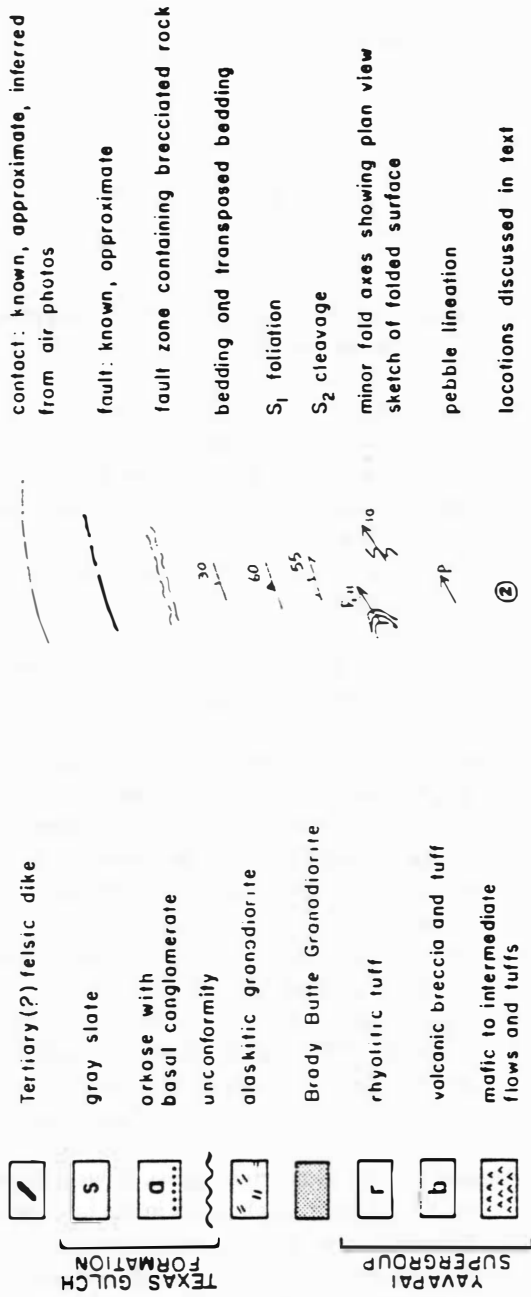 TEXAS GULCH
FORMATION
YAVAPAI
SUPERGROUP
Tertiary(?) felsic dike
s
gray slate
a
arkose with
basal conglomerate
unconformity
alaskitic granodiorite
Brady Butte Granodiorite
r
rhyolitic tuff
b
volcanic breccia and tuff
mafic to intermediate
flows and tuffs
contact: known, approximate, inferred
from air photos
fault: known, approximate
fault zone containing brecciated rock
30
bedding and transposed bedding
60
S₁ foliation
55
S₂ cleavage
F₁ 11
10
minor fold axes showing plan view
sketch of folded surface
P
pebble lineation
②
locations discussed in text